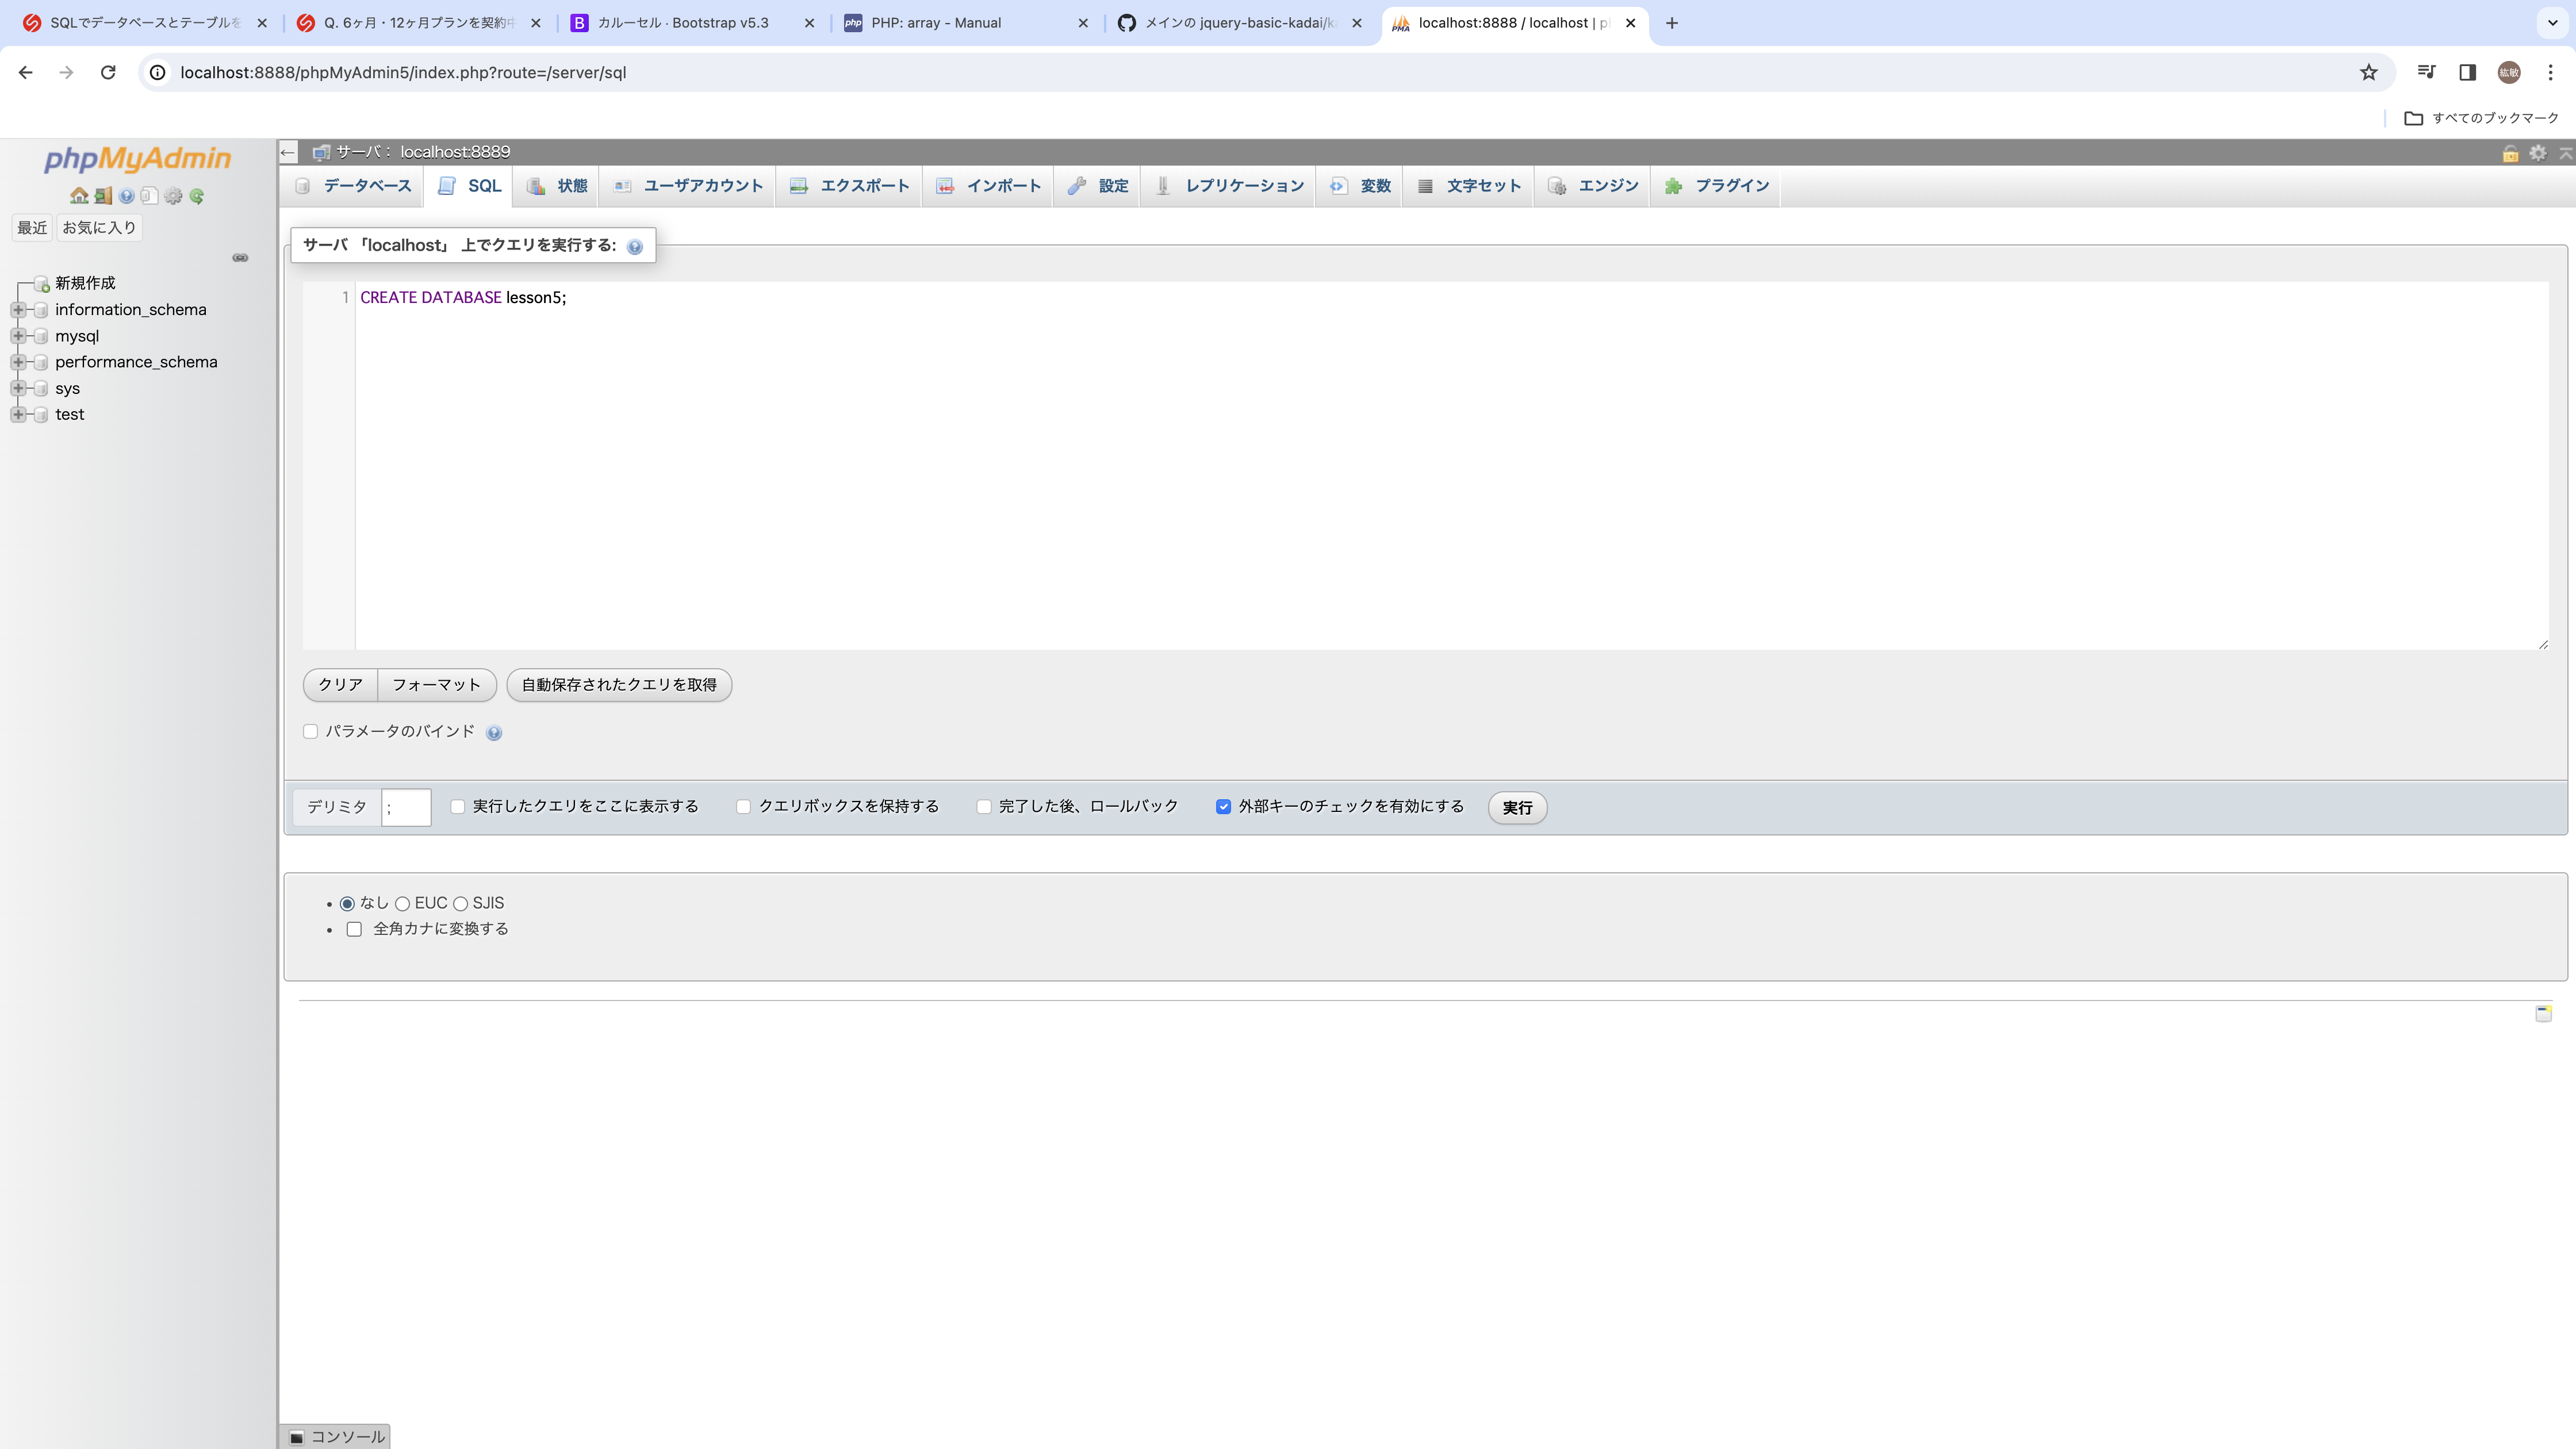 SQLでデータベースとテーブルを
Q. 6ヶ月・12ヶ月プランを契約中
B カルーセル · Bootstrap v5.3
php PHP: array - Manual
メインの jquery-basic-kadai/k
PMA localhost:8888 / localhost | p
localhost:8888/phpMyAdmin5/index.php?route=/server/sql
紘敏
すべてのブックマーク
phpMyAdmin
最近 お気に入り
新規作成
information_schema
mysql
performance_schema
sys
test
サーバ： localhost:8889
データベース SQL 状態 ユーザアカウント エクスポート インポート 設定 レプリケーション 変数 文字セット エンジン プラグイン
サーバ 「localhost」 上でクエリを実行する:
1 CREATE DATABASE lesson5;
クリア フォーマット 自動保存されたクエリを取得
パラメータのバインド
デリミタ ; 実行したクエリをここに表示する クエリボックスを保持する 完了した後、ロールバック 外部キーのチェックを有効にする 実行
なし EUC SJIS
全角カナに変換する
コンソール